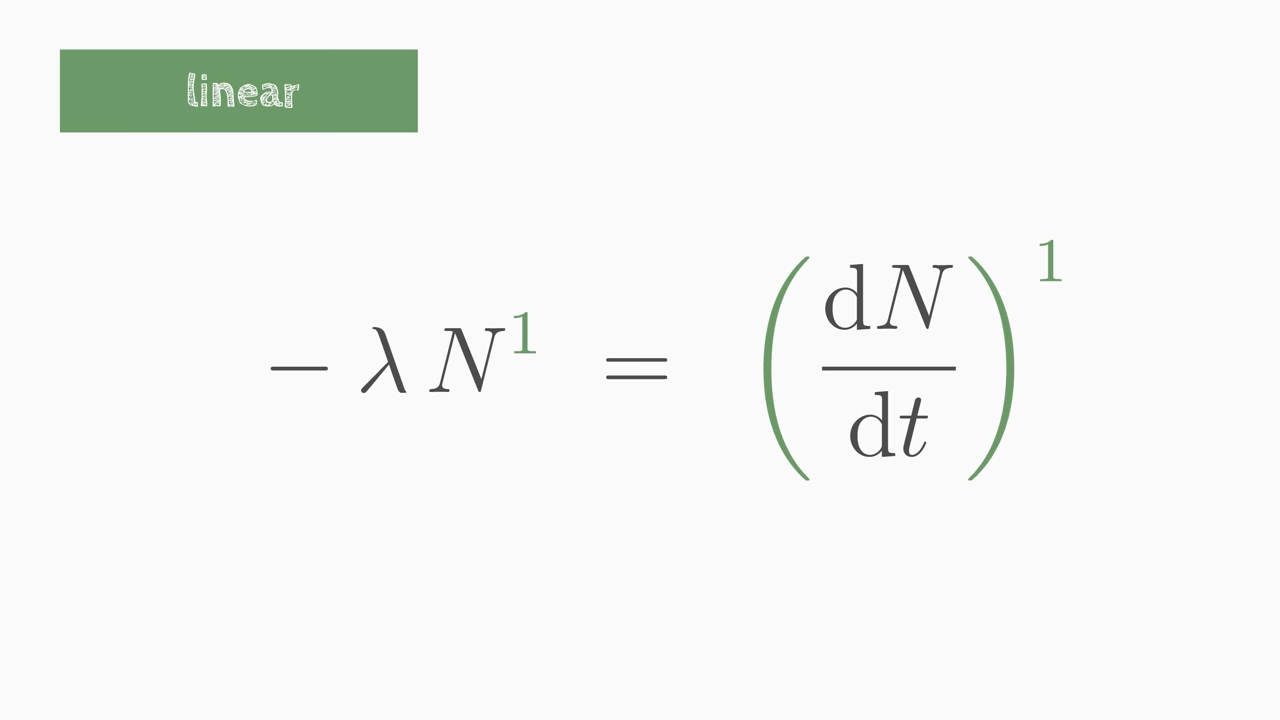 linear
− λ N¹ = (dN/dt)¹